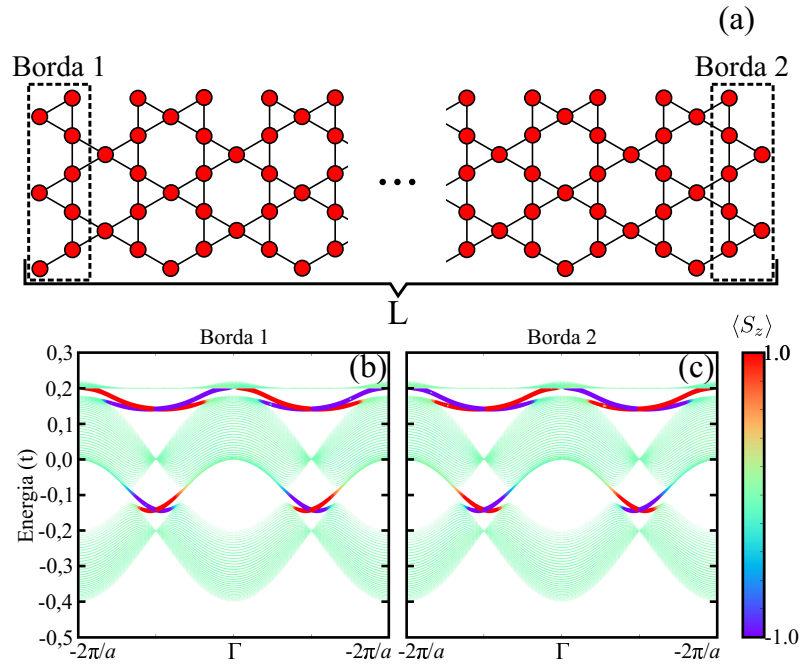 (a)
Borda 1
Borda 2
...
L
Borda 1
Borda 2
⟨S_z⟩
(b)
(c)
0,3
0,2
0,1
0,0
-0,1
-0,2
-0,3
-0,4
-0,5
Energia (t)
-2π/a
Γ
-2π/a
-2π/a
Γ
-2π/a
1.0
-1.0